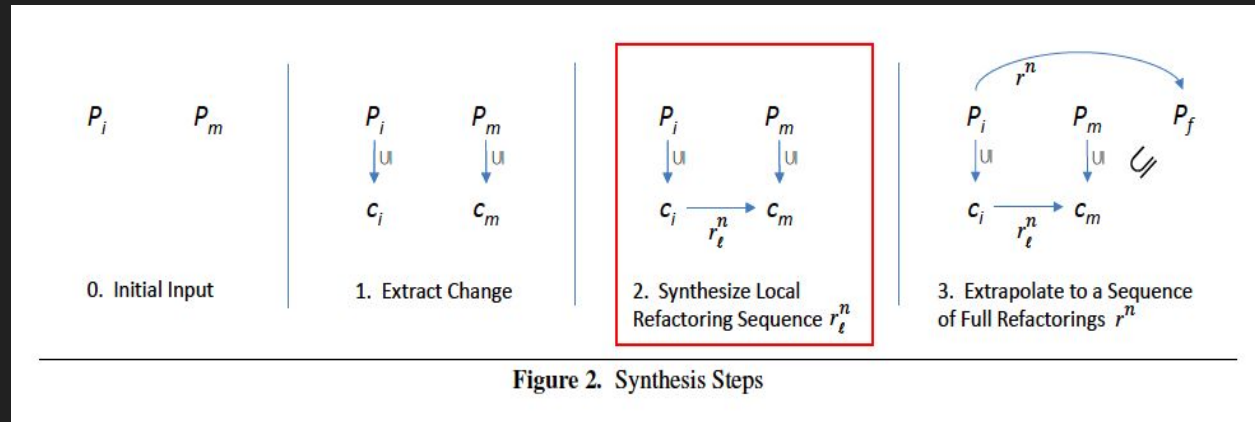 r^n
P_i P_m P_i P_m P_i P_m P_i P_m P_f
UI UI UI UI UI UI ⊆
c_i c_m c_i c_m c_i c_m
r_ℓ^n r_ℓ^n
0. Initial Input
1. Extract Change
2. Synthesize Local
Refactoring Sequence r_ℓ^n
3. Extrapolate to a Sequence
of Full Refactorings r^n
Figure 2. Synthesis Steps